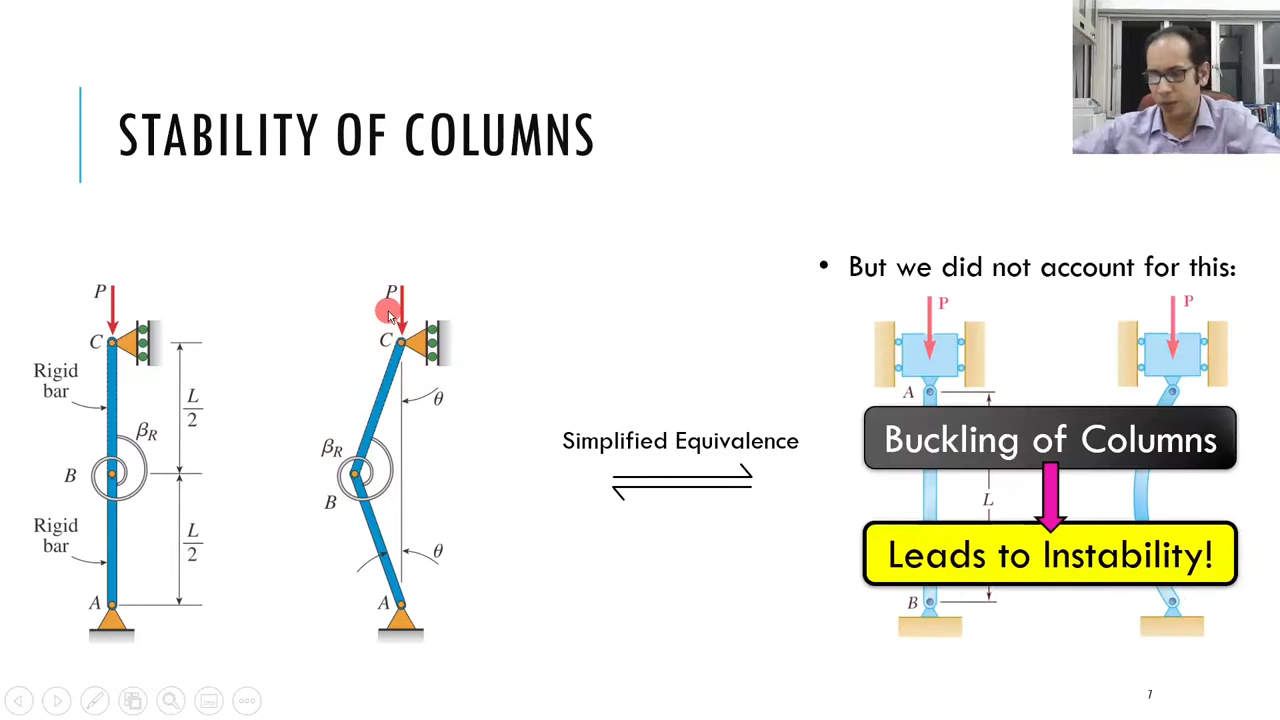 STABILITY OF COLUMNS
• But we did not account for this:
P
C
Rigid
bar
L
2
βR
B
Rigid
bar
L
2
A
P
C
θ
βR
B
θ
A
Simplified Equivalence
P
A
L
B
P
Buckling of Columns
Leads to Instability!
7